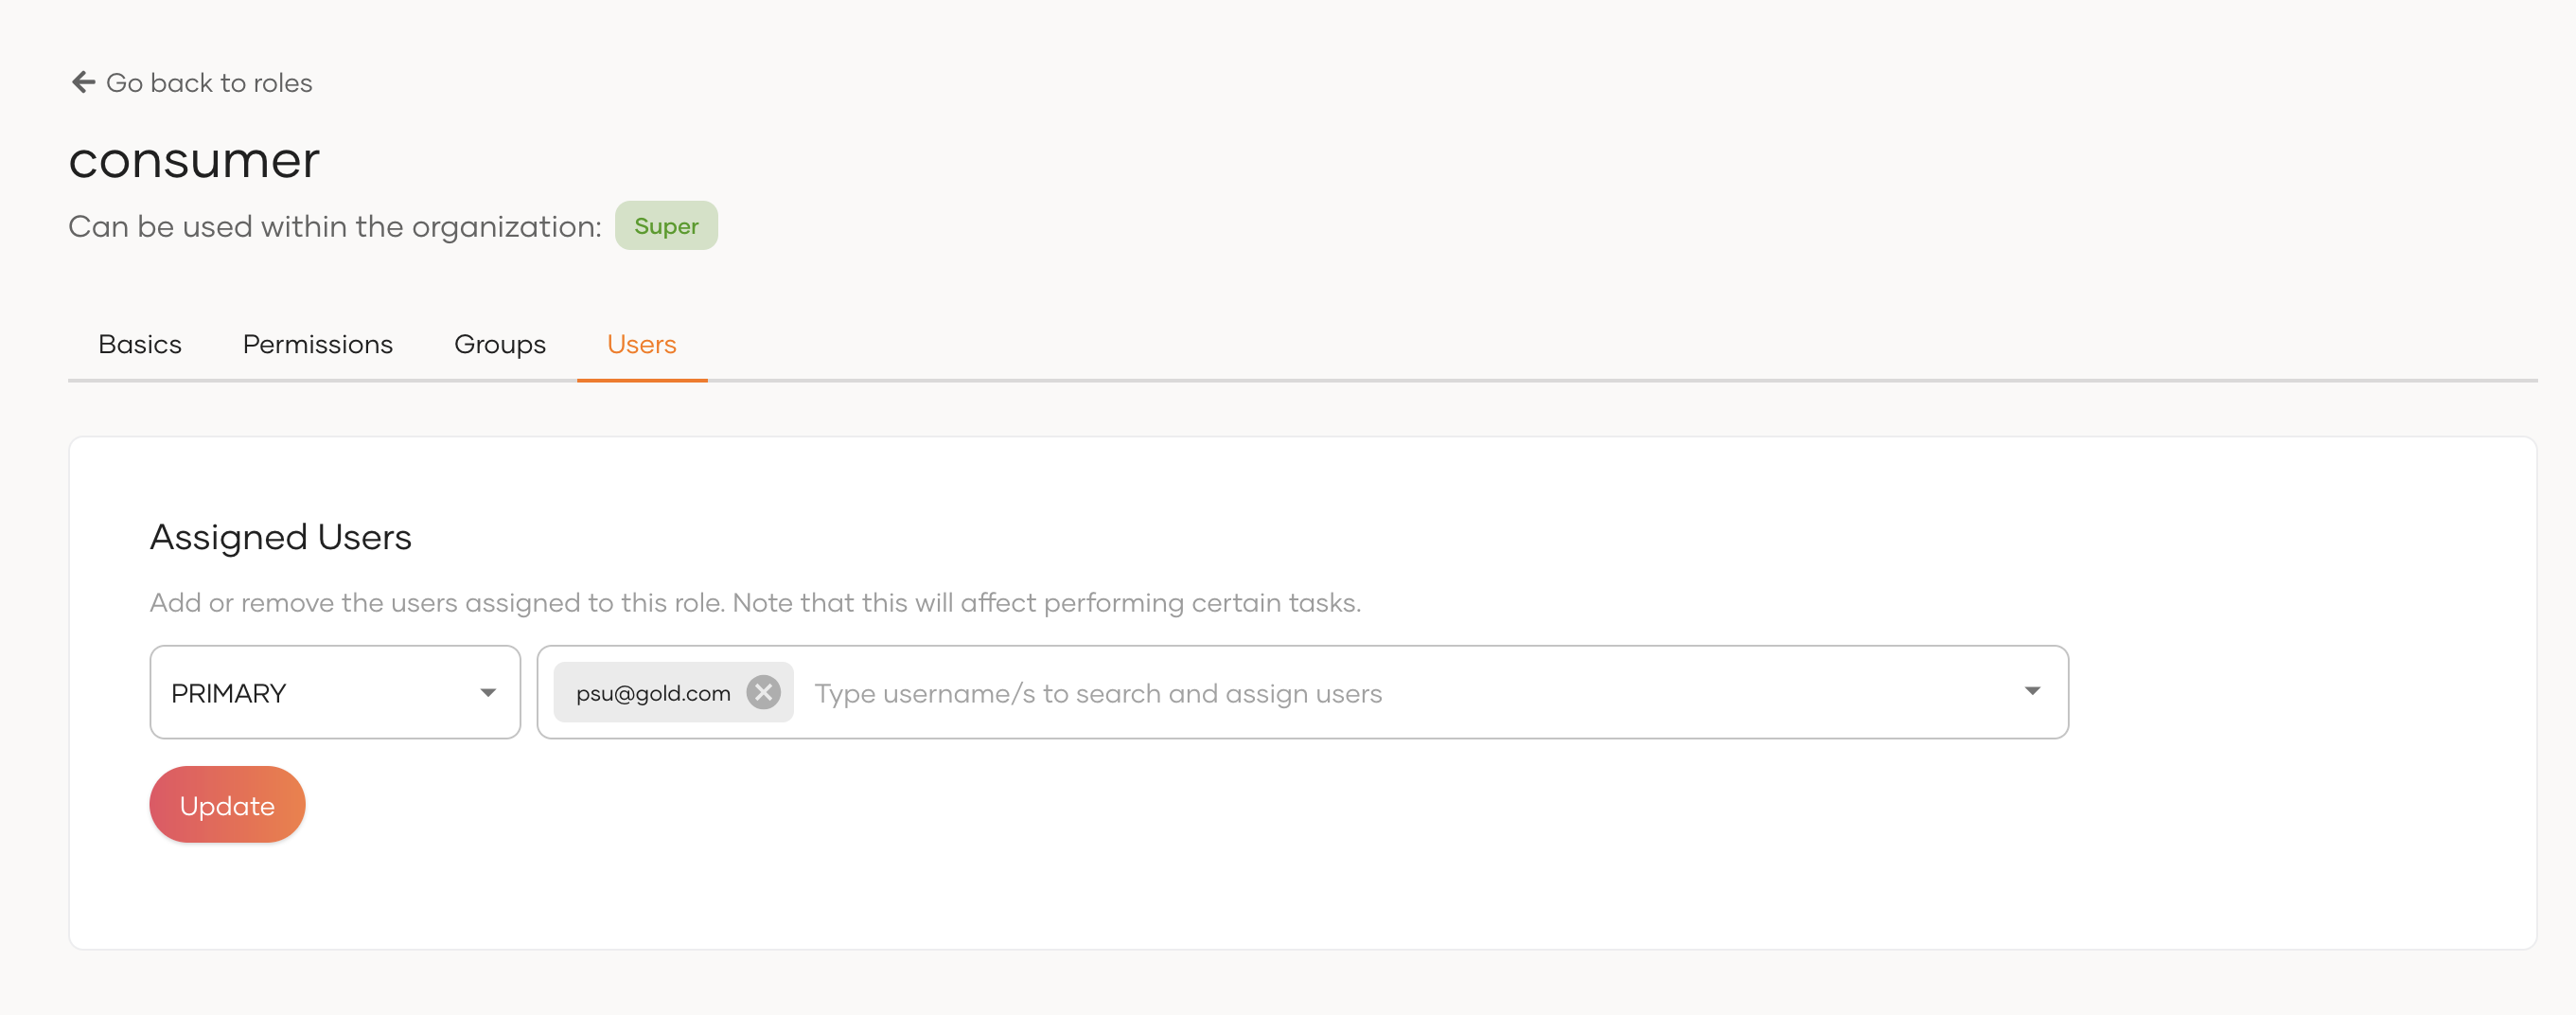 Go back to roles
consumer
Can be used within the organization: Super
Basics Permissions Groups Users
Assigned Users
Add or remove the users assigned to this role. Note that this will affect performing certain tasks.
PRIMARY psu@gold.com Type username/s to search and assign users
Update